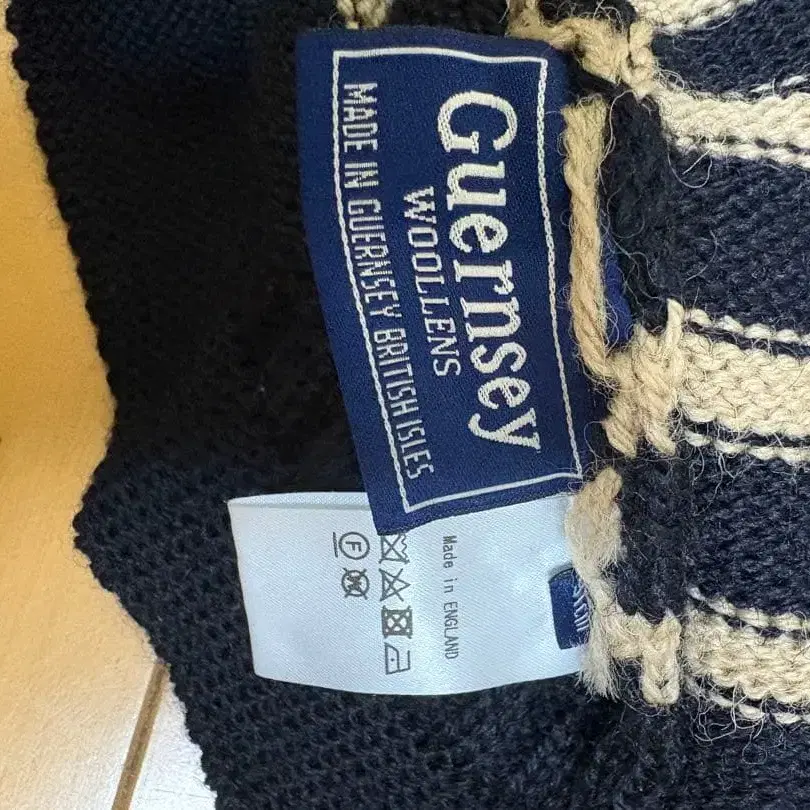 Guernsey
WOOLLENS
MADE IN GUERNSEY BRITISH ISLES
Made in ENGLAND
F